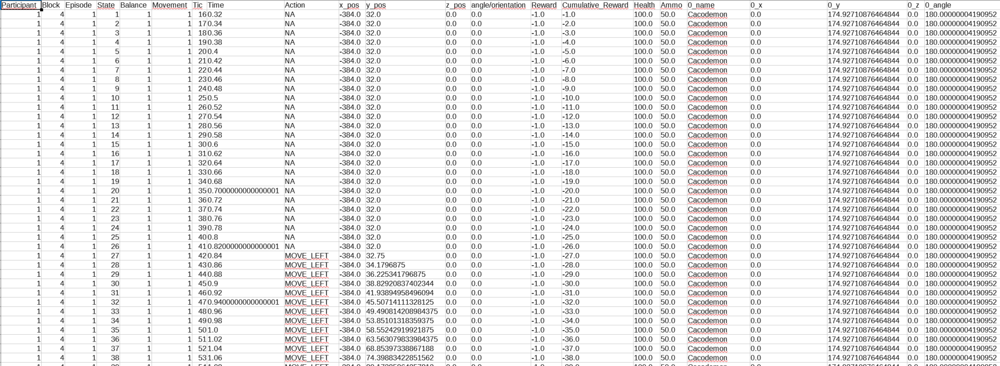 Participant Block Episode State Balance Movement Tic Time Action x_pos y_pos z_pos angle/orientation Reward Cumulative_Reward Health Ammo 0_name 0_x 0_y 0_z 0_angle
1 4 1 1 1 1 16 0.32 NA -384.0 32.0 0.0 0.0 -1.0 -1.0 100.0 50.0 Cacodemon 0.0 174.92710876464844 0.0 180.00000004190952
1 4 1 2 1 1 17 0.34 NA -384.0 32.0 0.0 0.0 -1.0 -2.0 100.0 50.0 Cacodemon 0.0 174.92710876464844 0.0 180.00000004190952
1 4 1 3 1 1 18 0.36 NA -384.0 32.0 0.0 0.0 -1.0 -3.0 100.0 50.0 Cacodemon 0.0 174.92710876464844 0.0 180.00000004190952
1 4 1 4 1 1 19 0.38 NA -384.0 32.0 0.0 0.0 -1.0 -4.0 100.0 50.0 Cacodemon 0.0 174.92710876464844 0.0 180.00000004190952
1 4 1 5 1 1 20 0.4 NA -384.0 32.0 0.0 0.0 -1.0 -5.0 100.0 50.0 Cacodemon 0.0 174.92710876464844 0.0 180.00000004190952
1 4 1 6 1 1 21 0.42 NA -384.0 32.0 0.0 0.0 -1.0 -6.0 100.0 50.0 Cacodemon 0.0 174.92710876464844 0.0 180.00000004190952
1 4 1 7 1 1 22 0.44 NA -384.0 32.0 0.0 0.0 -1.0 -7.0 100.0 50.0 Cacodemon 0.0 174.92710876464844 0.0 180.00000004190952
1 4 1 8 1 1 23 0.46 NA -384.0 32.0 0.0 0.0 -1.0 -8.0 100.0 50.0 Cacodemon 0.0 174.92710876464844 0.0 180.00000004190952
1 4 1 9 1 1 24 0.48 NA -384.0 32.0 0.0 0.0 -1.0 -9.0 100.0 50.0 Cacodemon 0.0 174.92710876464844 0.0 180.00000004190952
1 4 1 10 1 1 25 0.5 NA -384.0 32.0 0.0 0.0 -1.0 -10.0 100.0 50.0 Cacodemon 0.0 174.92710876464844 0.0 180.00000004190952
1 4 1 11 1 1 26 0.52 NA -384.0 32.0 0.0 0.0 -1.0 -11.0 100.0 50.0 Cacodemon 0.0 174.92710876464844 0.0 180.00000004190952
1 4 1 12 1 1 27 0.54 NA -384.0 32.0 0.0 0.0 -1.0 -12.0 100.0 50.0 Cacodemon 0.0 174.92710876464844 0.0 180.00000004190952
1 4 1 13 1 1 28 0.56 NA -384.0 32.0 0.0 0.0 -1.0 -13.0 100.0 50.0 Cacodemon 0.0 174.92710876464844 0.0 180.00000004190952
1 4 1 14 1 1 29 0.58 NA -384.0 32.0 0.0 0.0 -1.0 -14.0 100.0 50.0 Cacodemon 0.0 174.92710876464844 0.0 180.00000004190952
1 4 1 15 1 1 30 0.6 NA -384.0 32.0 0.0 0.0 -1.0 -15.0 100.0 50.0 Cacodemon 0.0 174.92710876464844 0.0 180.00000004190952
1 4 1 16 1 1 31 0.62 NA -384.0 32.0 0.0 0.0 -1.0 -16.0 100.0 50.0 Cacodemon 0.0 174.92710876464844 0.0 180.00000004190952
1 4 1 17 1 1 32 0.64 NA -384.0 32.0 0.0 0.0 -1.0 -17.0 100.0 50.0 Cacodemon 0.0 174.92710876464844 0.0 180.00000004190952
1 4 1 18 1 1 33 0.66 NA -384.0 32.0 0.0 0.0 -1.0 -18.0 100.0 50.0 Cacodemon 0.0 174.92710876464844 0.0 180.00000004190952
1 4 1 19 1 1 34 0.68 NA -384.0 32.0 0.0 0.0 -1.0 -19.0 100.0 50.0 Cacodemon 0.0 174.92710876464844 0.0 180.00000004190952
1 4 1 20 1 1 35 0.7000000000000001 NA -384.0 32.0 0.0 0.0 -1.0 -20.0 100.0 50.0 Cacodemon 0.0 174.92710876464844 0.0 180.00000004190952
1 4 1 21 1 1 36 0.72 NA -384.0 32.0 0.0 0.0 -1.0 -21.0 100.0 50.0 Cacodemon 0.0 174.92710876464844 0.0 180.00000004190952
1 4 1 22 1 1 37 0.74 NA -384.0 32.0 0.0 0.0 -1.0 -22.0 100.0 50.0 Cacodemon 0.0 174.92710876464844 0.0 180.00000004190952
1 4 1 23 1 1 38 0.76 NA -384.0 32.0 0.0 0.0 -1.0 -23.0 100.0 50.0 Cacodemon 0.0 174.92710876464844 0.0 180.00000004190952
1 4 1 24 1 1 39 0.78 NA -384.0 32.0 0.0 0.0 -1.0 -24.0 100.0 50.0 Cacodemon 0.0 174.92710876464844 0.0 180.00000004190952
1 4 1 25 1 1 40 0.8 NA -384.0 32.0 0.0 0.0 -1.0 -25.0 100.0 50.0 Cacodemon 0.0 174.92710876464844 0.0 180.00000004190952
1 4 1 26 1 1 41 0.8200000000000001 NA -384.0 32.0 0.0 0.0 -1.0 -26.0 100.0 50.0 Cacodemon 0.0 174.92710876464844 0.0 180.00000004190952
1 4 1 27 1 1 42 0.84 MOVE_LEFT -384.0 32.75 0.0 0.0 -1.0 -27.0 100.0 50.0 Cacodemon 0.0 174.92710876464844 0.0 180.00000004190952
1 4 1 28 1 1 43 0.86 MOVE_LEFT -384.0 34.1796875 0.0 0.0 -1.0 -28.0 100.0 50.0 Cacodemon 0.0 174.92710876464844 0.0 180.00000004190952
1 4 1 29 1 1 44 0.88 MOVE_LEFT -384.0 36.225341796875 0.0 0.0 -1.0 -29.0 100.0 50.0 Cacodemon 0.0 174.92710876464844 0.0 180.00000004190952
1 4 1 30 1 1 45 0.9 MOVE_LEFT -384.0 38.82920837402344 0.0 0.0 -1.0 -30.0 100.0 50.0 Cacodemon 0.0 174.92710876464844 0.0 180.00000004190952
1 4 1 31 1 1 46 0.92 MOVE_LEFT -384.0 41.93894958496094 0.0 0.0 -1.0 -31.0 100.0 50.0 Cacodemon 0.0 174.92710876464844 0.0 180.00000004190952
1 4 1 32 1 1 47 0.9400000000000001 MOVE_LEFT -384.0 45.50714111328125 0.0 0.0 -1.0 -32.0 100.0 50.0 Cacodemon 0.0 174.92710876464844 0.0 180.00000004190952
1 4 1 33 1 1 48 0.96 MOVE_LEFT -384.0 49.490814208984375 0.0 0.0 -1.0 -33.0 100.0 50.0 Cacodemon 0.0 174.92710876464844 0.0 180.00000004190952
1 4 1 34 1 1 49 0.98 MOVE_LEFT -384.0 53.85101318359375 0.0 0.0 -1.0 -34.0 100.0 50.0 Cacodemon 0.0 174.92710876464844 0.0 180.00000004190952
1 4 1 35 1 1 50 1.0 MOVE_LEFT -384.0 58.55242919921875 0.0 0.0 -1.0 -35.0 100.0 50.0 Cacodemon 0.0 174.92710876464844 0.0 180.00000004190952
1 4 1 36 1 1 51 1.02 MOVE_LEFT -384.0 63.563079833984375 0.0 0.0 -1.0 -36.0 100.0 50.0 Cacodemon 0.0 174.92710876464844 0.0 180.00000004190952
1 4 1 37 1 1 52 1.04 MOVE_LEFT -384.0 68.85397338867188 0.0 0.0 -1.0 -37.0 100.0 50.0 Cacodemon 0.0 174.92710876464844 0.0 180.00000004190952
1 4 1 38 1 1 53 1.06 MOVE_LEFT -384.0 74.39883422851562 0.0 0.0 -1.0 -38.0 100.0 50.0 Cacodemon 0.0 174.92710876464844 0.0 180.00000004190952